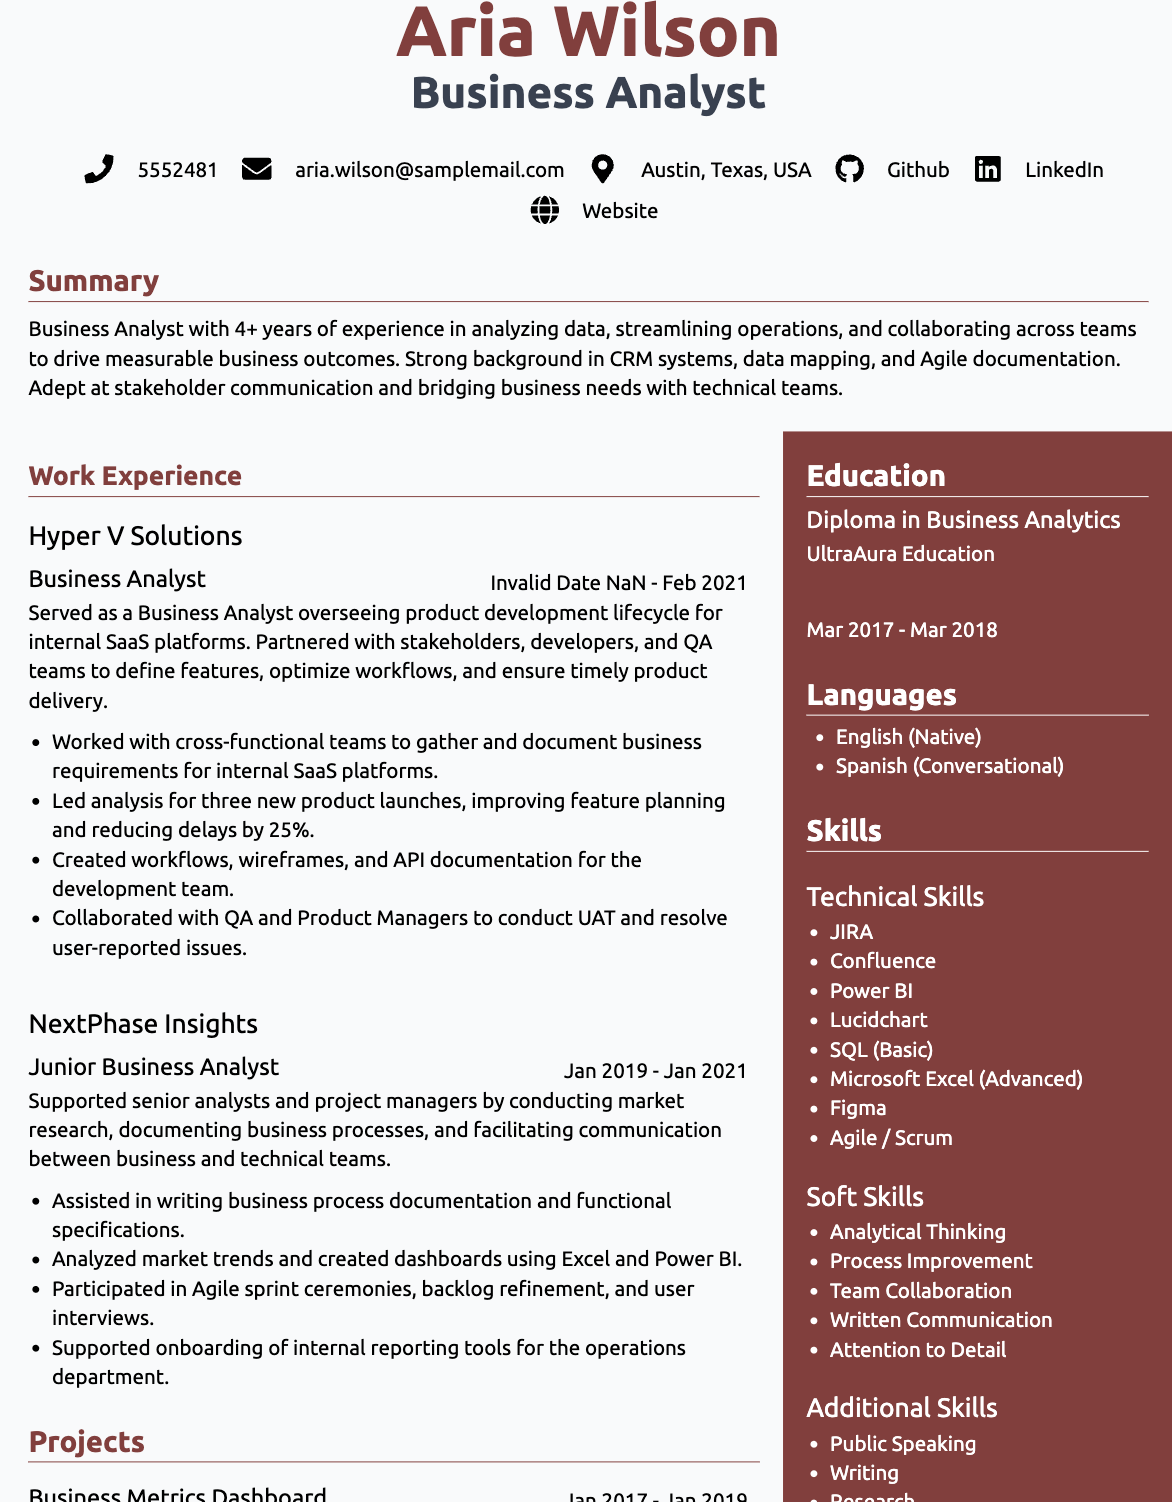 Aria Wilson
Business Analyst
5552481 aria.wilson@samplemail.com Austin, Texas, USA Github LinkedIn
Website
Summary
Business Analyst with 4+ years of experience in analyzing data, streamlining operations, and collaborating across teams
to drive measurable business outcomes. Strong background in CRM systems, data mapping, and Agile documentation.
Adept at stakeholder communication and bridging business needs with technical teams.
Work Experience
Hyper V Solutions
Business Analyst Invalid Date NaN - Feb 2021
Served as a Business Analyst overseeing product development lifecycle for
internal SaaS platforms. Partnered with stakeholders, developers, and QA
teams to define features, optimize workflows, and ensure timely product
delivery.
• Worked with cross-functional teams to gather and document business
requirements for internal SaaS platforms.
• Led analysis for three new product launches, improving feature planning
and reducing delays by 25%.
• Created workflows, wireframes, and API documentation for the
development team.
• Collaborated with QA and Product Managers to conduct UAT and resolve
user-reported issues.
NextPhase Insights
Junior Business Analyst Jan 2019 - Jan 2021
Supported senior analysts and project managers by conducting market
research, documenting business processes, and facilitating communication
between business and technical teams.
• Assisted in writing business process documentation and functional
specifications.
• Analyzed market trends and created dashboards using Excel and Power BI.
• Participated in Agile sprint ceremonies, backlog refinement, and user
interviews.
• Supported onboarding of internal reporting tools for the operations
department.
Projects
Business Metrics Dashboard Jan 2017 - Jan 2019
Education
Diploma in Business Analytics
UltraAura Education
Mar 2017 - Mar 2018
Languages
• English (Native)
• Spanish (Conversational)
Skills
Technical Skills
• JIRA
• Confluence
• Power BI
• Lucidchart
• SQL (Basic)
• Microsoft Excel (Advanced)
• Figma
• Agile / Scrum
Soft Skills
• Analytical Thinking
• Process Improvement
• Team Collaboration
• Written Communication
• Attention to Detail
Additional Skills
• Public Speaking
• Writing
• Research